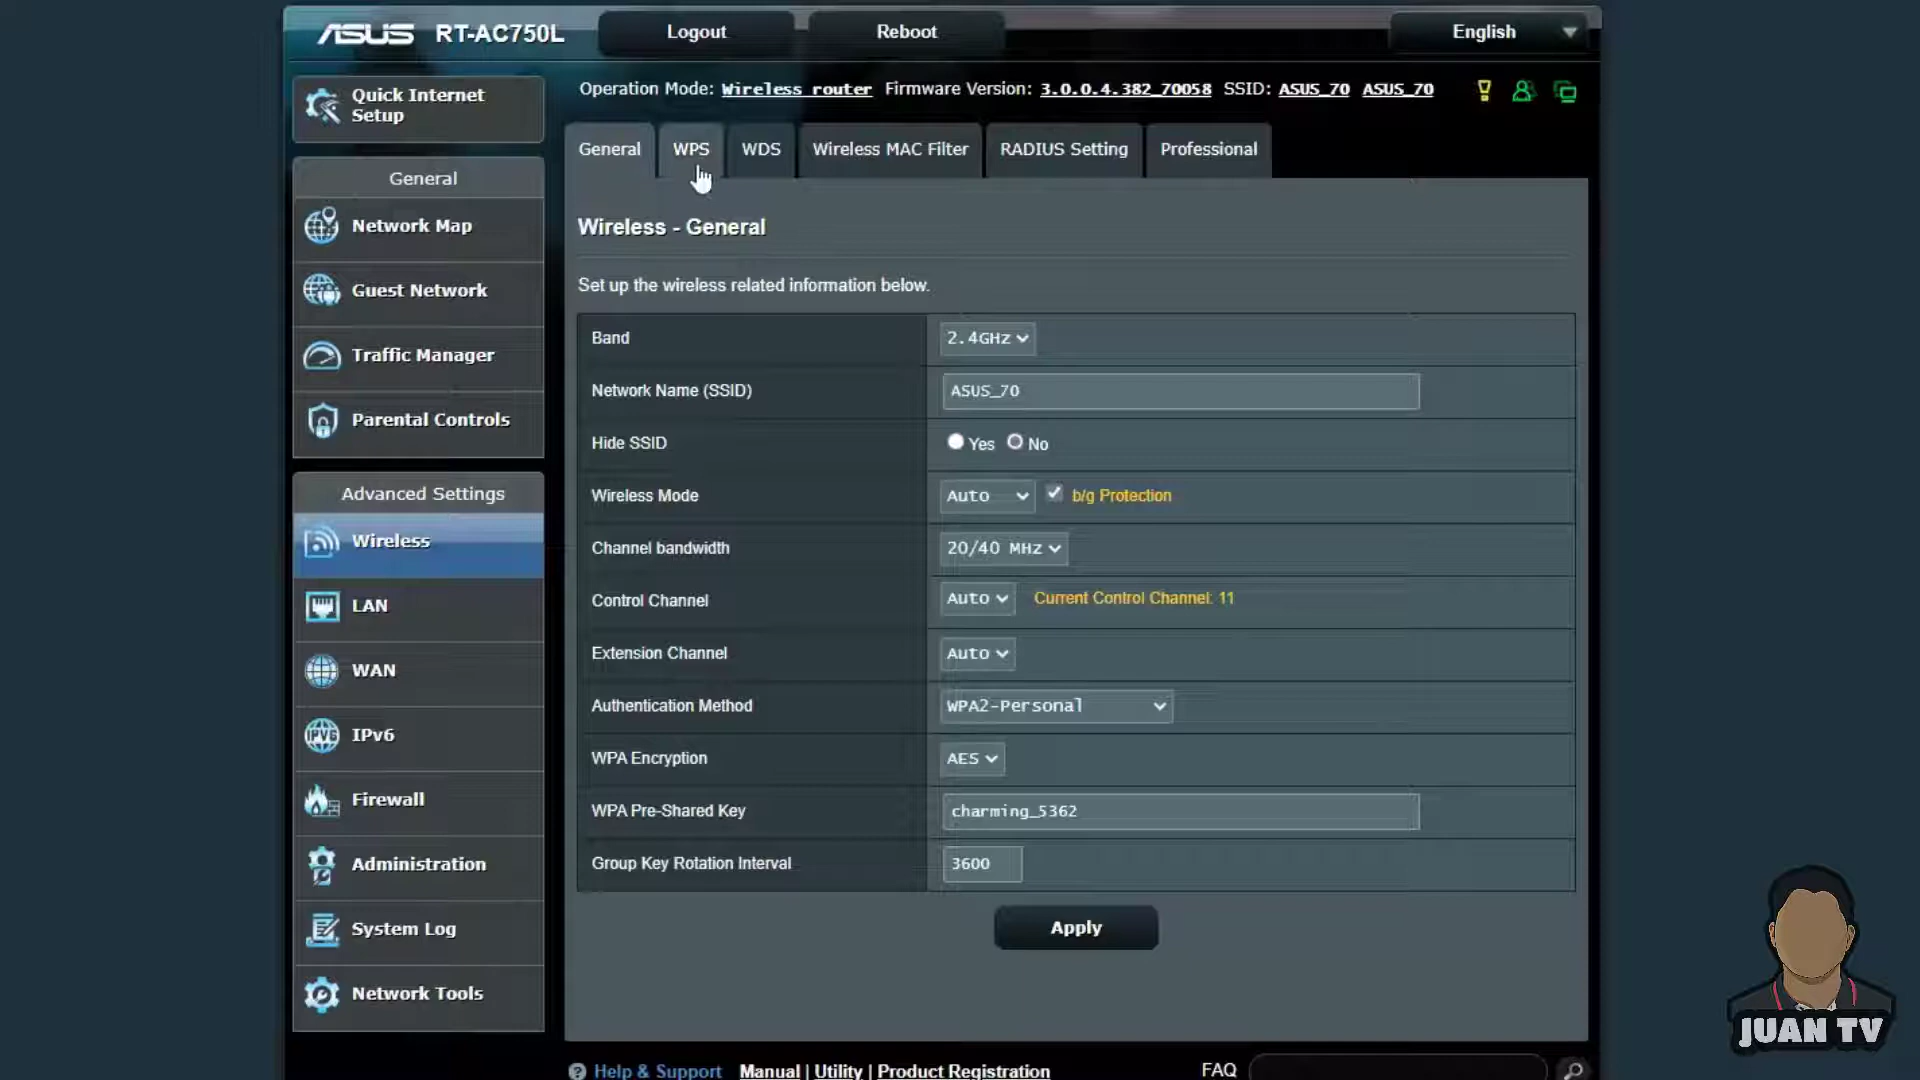 ASUS RT-AC750L Logout Reboot English
Quick Internet Setup
Operation Mode: Wireless router Firmware Version: 3.0.0.4.382_70058 SSID: ASUS_70 ASUS_70
General WPS WDS Wireless MAC Filter RADIUS Setting Professional
General
Network Map
Guest Network
Traffic Manager
Parental Controls
Advanced Settings
Wireless
LAN
WAN
IPv6
Firewall
Administration
System Log
Network Tools
Wireless - General
Set up the wireless related information below.
Band 2.4GHz
Network Name (SSID) ASUS_70
Hide SSID Yes No
Wireless Mode Auto b/g Protection
Channel bandwidth 20/40 MHz
Control Channel Auto Current Control Channel: 11
Extension Channel Auto
Authentication Method WPA2-Personal
WPA Encryption AES
WPA Pre-Shared Key charming_5362
Group Key Rotation Interval 3600
Apply
? Help & Support Manual | Utility | Product Registration FAQ
JUAN TV